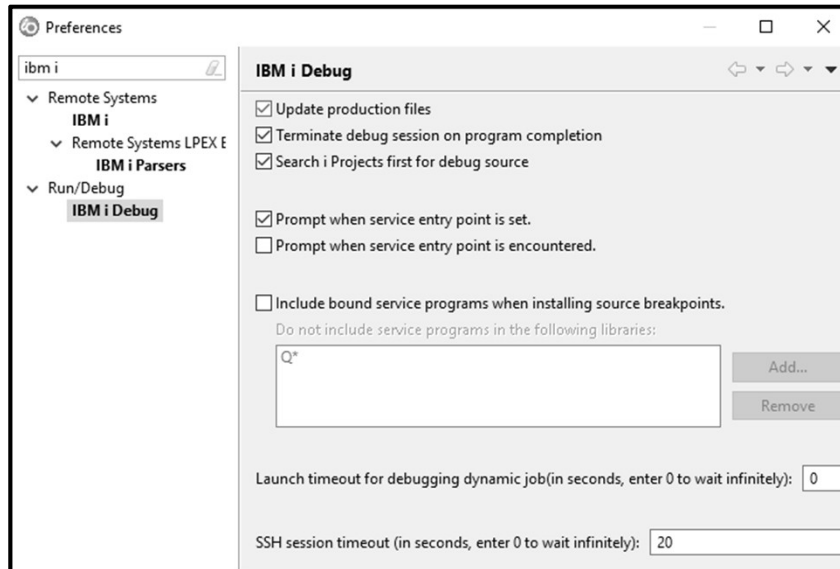 Preferences
ibm i
Remote Systems
IBM i
Remote Systems LPEX E
IBM i Parsers
Run/Debug
IBM i Debug
IBM i Debug
Update production files
Terminate debug session on program completion
Search i Projects first for debug source
Prompt when service entry point is set.
Prompt when service entry point is encountered.
Include bound service programs when installing source breakpoints.
Do not include service programs in the following libraries:
Q*
Add...
Remove
Launch timeout for debugging dynamic job(in seconds, enter 0 to wait infinitely): 0
SSH session timeout (in seconds, enter 0 to wait infinitely): 20